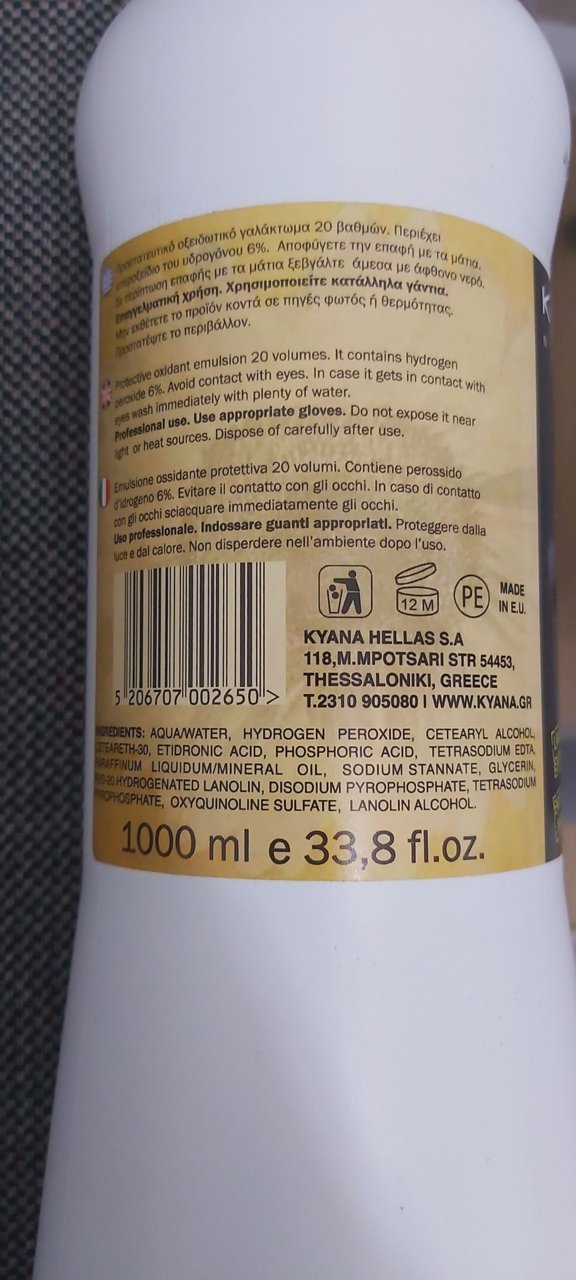 Προστατευτικό οξειδωτικό γαλάκτωμα 20 βαθμών. Περιέχει
υπεροξείδιο του υδρογόνου 6%. Αποφύγετε την επαφή με τα μάτια.
Σε περίπτωση επαφής με τα μάτια ξεβγάλτε άμεσα με άφθονο νερό.
Επαγγελματική χρήση. Χρησιμοποιείτε κατάλληλα γάντια.
Μην εκθέτετε το προϊόν κοντά σε πηγές φωτός ή θερμότητας.
Προστατέψτε το περιβάλλον.
Protective oxidant emulsion 20 volumes. It contains hydrogen
peroxide 6%. Avoid contact with eyes. In case it gets in contact with
eyes wash immediately with plenty of water.
Professional use. Use appropriate gloves. Do not expose it near
light or heat sources. Dispose of carefully after use.
Emulsione ossidante protettiva 20 volumi. Contiene perossido
d'idrogeno 6%. Evitare il contatto con gli occhi. In caso di contatto
con gli occhi sciacquare immediatamente gli occhi.
Uso professionale. Indossare guanti appropriati. Proteggere dalla
luce e dal calore. Non disperdere nell'ambiente dopo l'uso.
12 M
PE
MADE
IN E.U.
KYANA HELLAS S.A
118,M.MPOTSARI STR 54453,
THESSALONIKI, GREECE
T.2310 905080 I WWW.KYANA.GR
5 206707 002650 >
INGREDIENTS: AQUA/WATER, HYDROGEN PEROXIDE, CETEARYL ALCOHOL,
CETEARETH-30, ETIDRONIC ACID, PHOSPHORIC ACID, TETRASODIUM EDTA,
PARAFFINUM LIQUIDUM/MINERAL OIL, SODIUM STANNATE, GLYCERIN,
PEG-20 HYDROGENATED LANOLIN, DISODIUM PYROPHOSPHATE, TETRASODIUM
PYROPHOSPHATE, OXYQUINOLINE SULFATE, LANOLIN ALCOHOL.
1000 ml e 33,8 fl.oz.
K